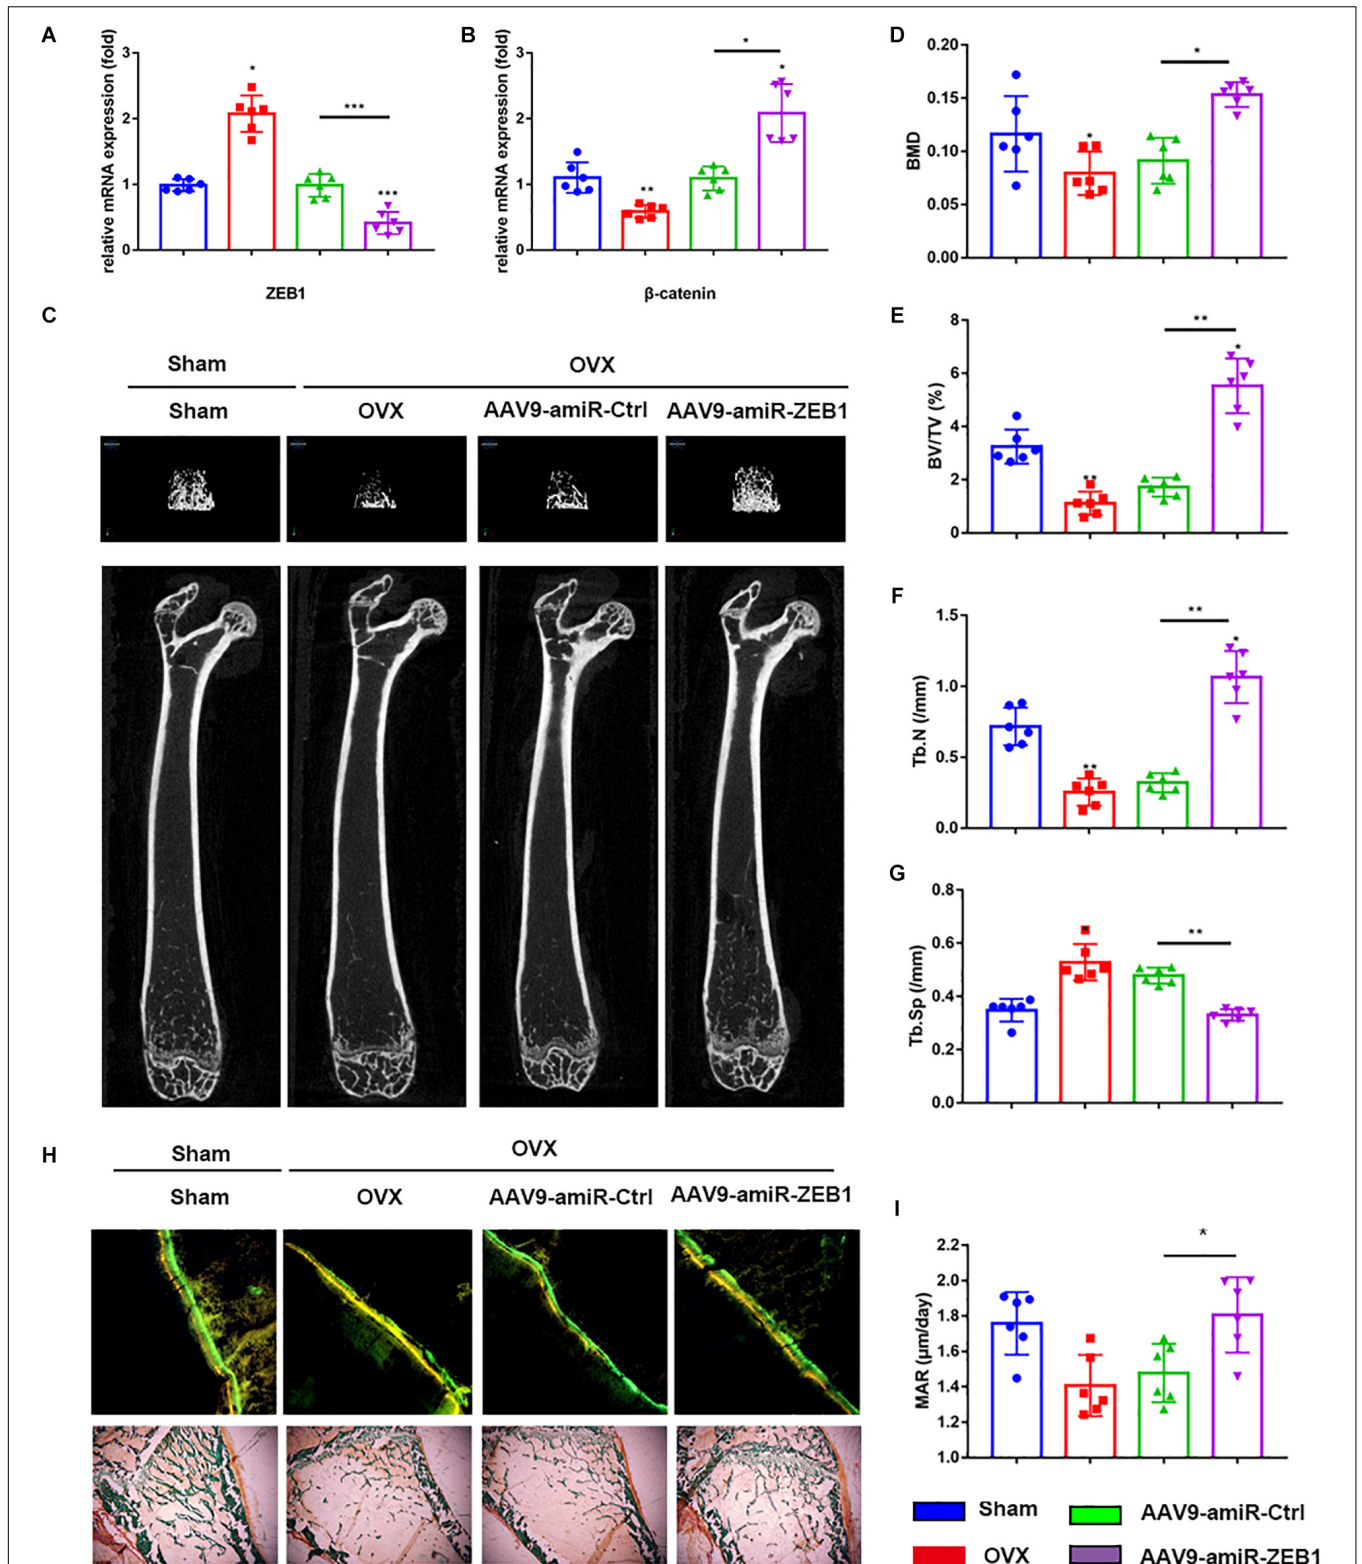 A
relative mRNA expression (fold)
3
2
1
0
*
***
***
ZEB1
B
relative mRNA expression (fold)
3
2
1
0
**
*
*
β-catenin
C
Sham
OVX
Sham
OVX
AAV9-amiR-Ctrl
AAV9-amiR-ZEB1
D
BMD
0.20
0.15
0.10
0.05
0.00
*
*
E
BV/TV (%)
8
6
4
2
0
**
**
*
F
Tb.N (/mm)
1.5
1.0
0.5
0.0
**
**
*
G
Tb.Sp (/mm)
0.8
0.6
0.4
0.2
0.0
*
**
H
Sham
OVX
Sham
OVX
AAV9-amiR-Ctrl
AAV9-amiR-ZEB1
I
MAR (μm/day)
2.2
2.0
1.8
1.6
1.4
1.2
1.0
*
Sham
AAV9-amiR-Ctrl
OVX
AAV9-amiR-ZEB1